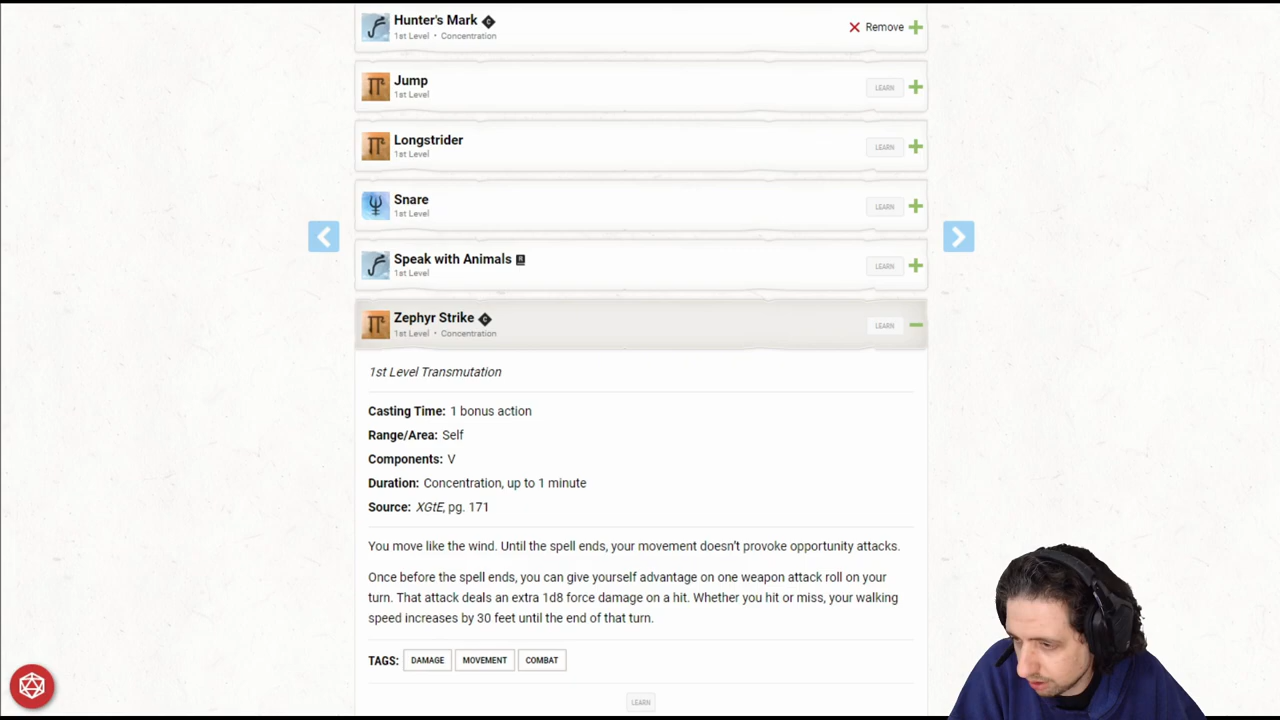 Hunter's Mark
1st Level • Concentration
Remove
Jump
1st Level
LEARN
Longstrider
1st Level
LEARN
Snare
1st Level
LEARN
Speak with Animals
1st Level
LEARN
Zephyr Strike
1st Level • Concentration
LEARN
1st Level Transmutation
Casting Time: 1 bonus action
Range/Area: Self
Components: V
Duration: Concentration, up to 1 minute
Source: XGtE, pg. 171
You move like the wind. Until the spell ends, your movement doesn't provoke opportunity attacks.
Once before the spell ends, you can give yourself advantage on one weapon attack roll on your
turn. That attack deals an extra 1d8 force damage on a hit. Whether you hit or miss, your walking
speed increases by 30 feet until the end of that turn.
TAGS: DAMAGE MOVEMENT COMBAT
LEARN